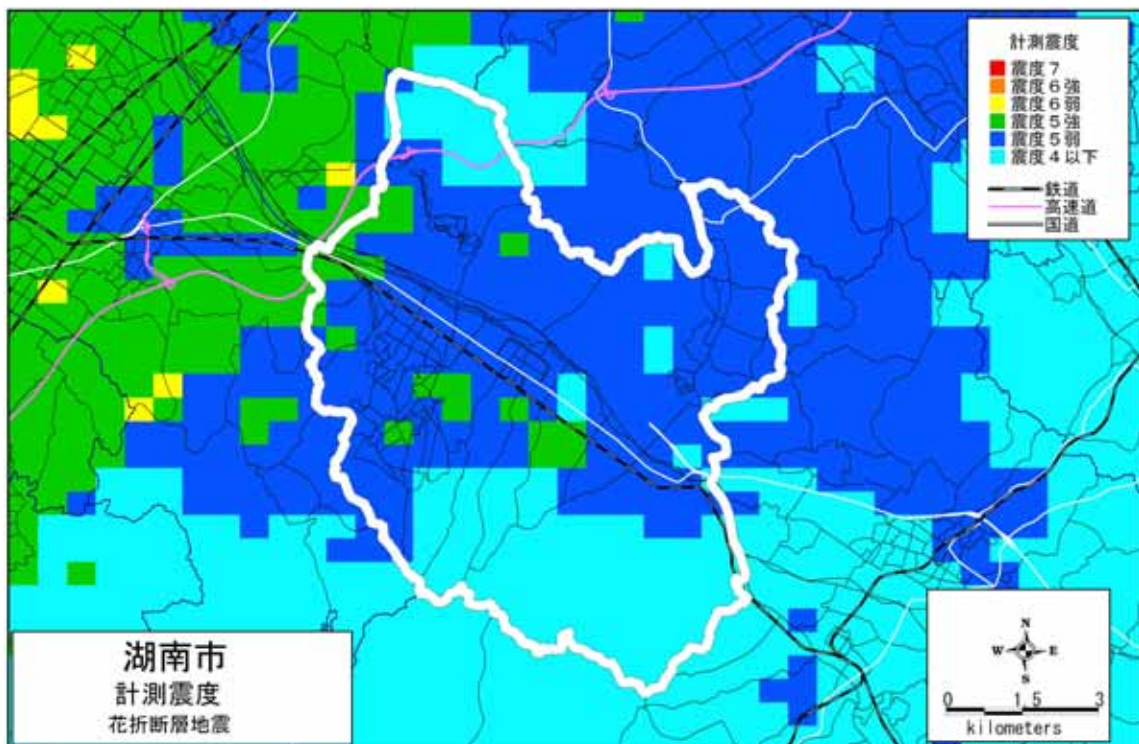 計測震度
震度7
震度6強
震度6弱
震度5強
震度5弱
震度4以下
鉄道
高速道
国道
湖南市
計測震度
花折断層地震
N
W E
S
0 1.5 3
kilometers